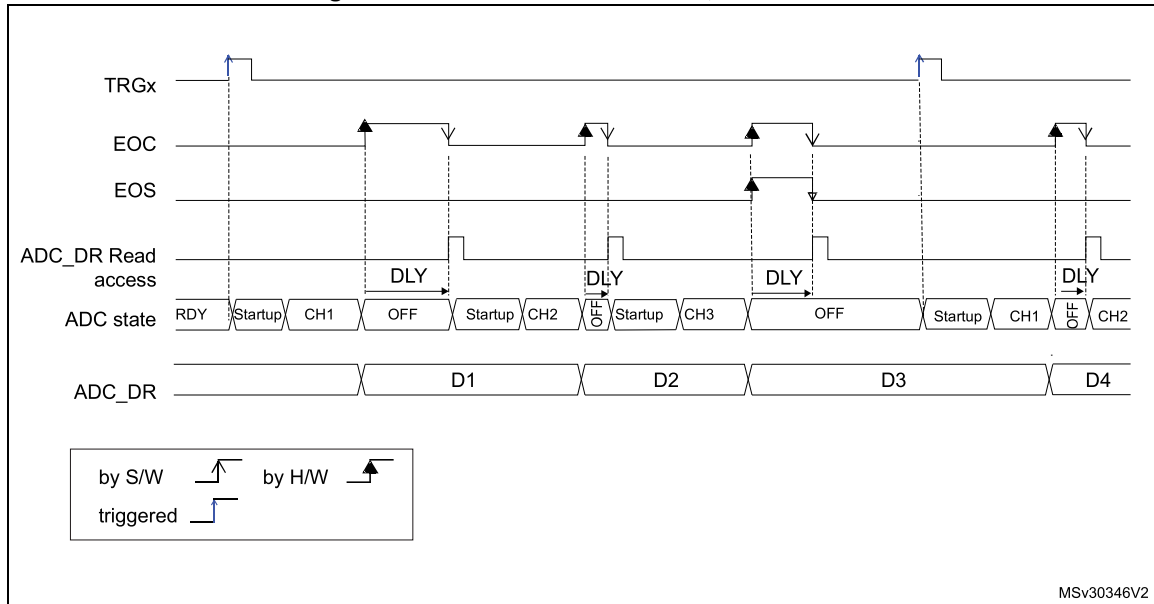 TRGx
EOC
EOS
ADC_DR Read
access
DLY DLY DLY DLY
ADC state RDY Startup CH1 OFF Startup CH2 OFF Startup CH3 OFF Startup CH1 OFF CH2
ADC_DR D1 D2 D3 D4
by S/W by H/W
triggered
MSv30346V2